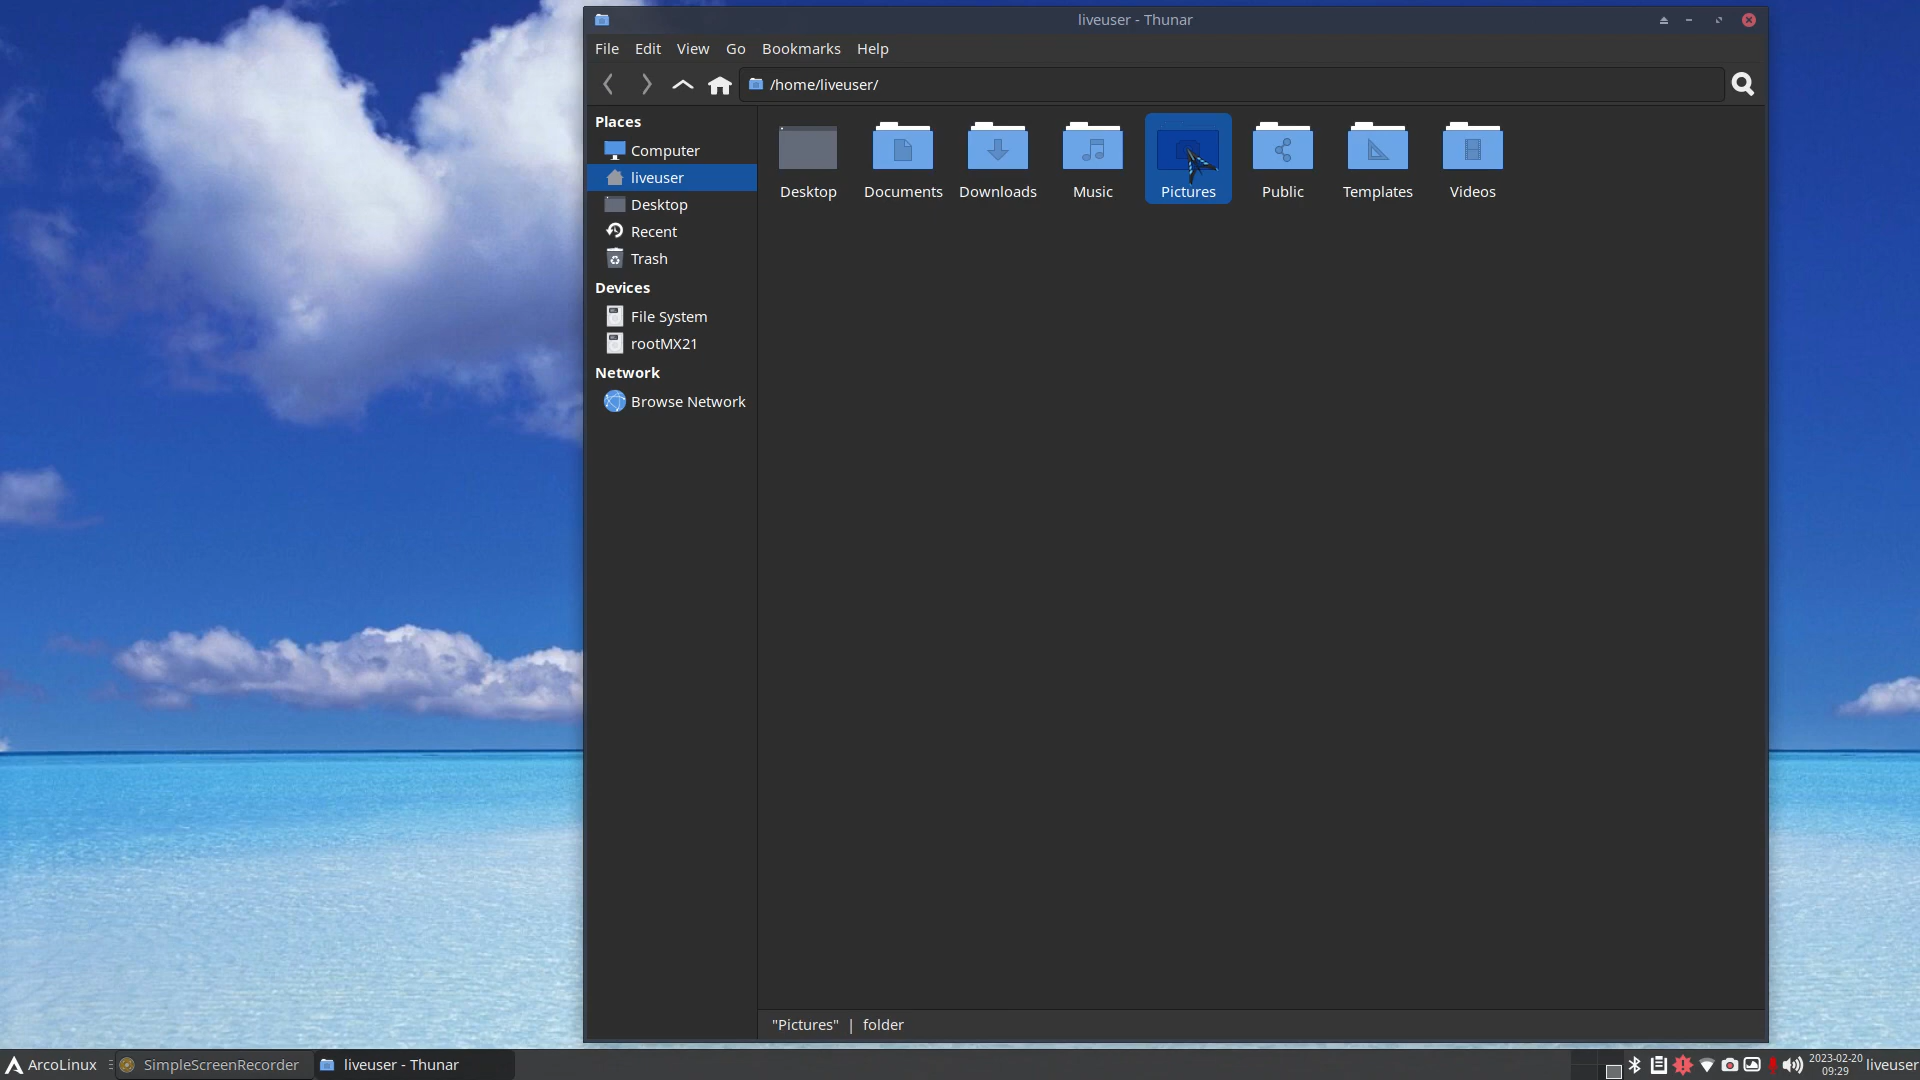 liveuser - Thunar
File Edit View Go Bookmarks Help
/home/liveuser/
Places
Computer
liveuser
Desktop
Recent
Trash
Devices
File System
rootMX21
Network
Browse Network
Desktop Documents Downloads Music Pictures Public Templates Videos
"Pictures" | folder
ArcoLinux SimpleScreenRecorder liveuser - Thunar 2023-02-20 liveuser
09:29